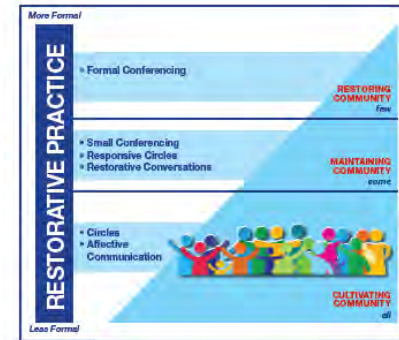 More Formal
RESTORATIVE PRACTICE
» Formal Conferencing
RESTORING
COMMUNITY
few
• Small Conferencing
• Responsive Circles
• Restorative Conversations
MAINTAINING
COMMUNITY
some
• Circles
• Affective
Communication
CULTIVATING
COMMUNITY
all
Less Formal